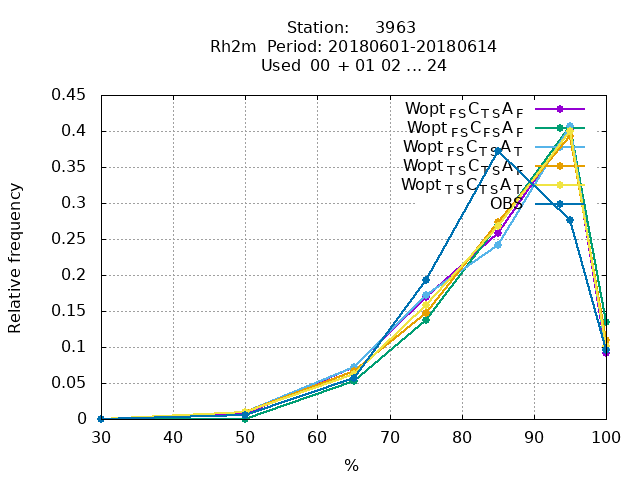 Station:     3963
Rh2m  Period: 20180601-20180614
Used  00 + 01 02 ... 24
0.45
0.4
0.35
0.3
0.25
0.2
0.15
0.1
0.05
0
Relative frequency
Wopt FS C TS A F
Wopt FS C FS A F
Wopt FS C TS A T
Wopt TS C TS A F
Wopt TS C TS A T
OBS
30 40 50 60 70 80 90 100
%